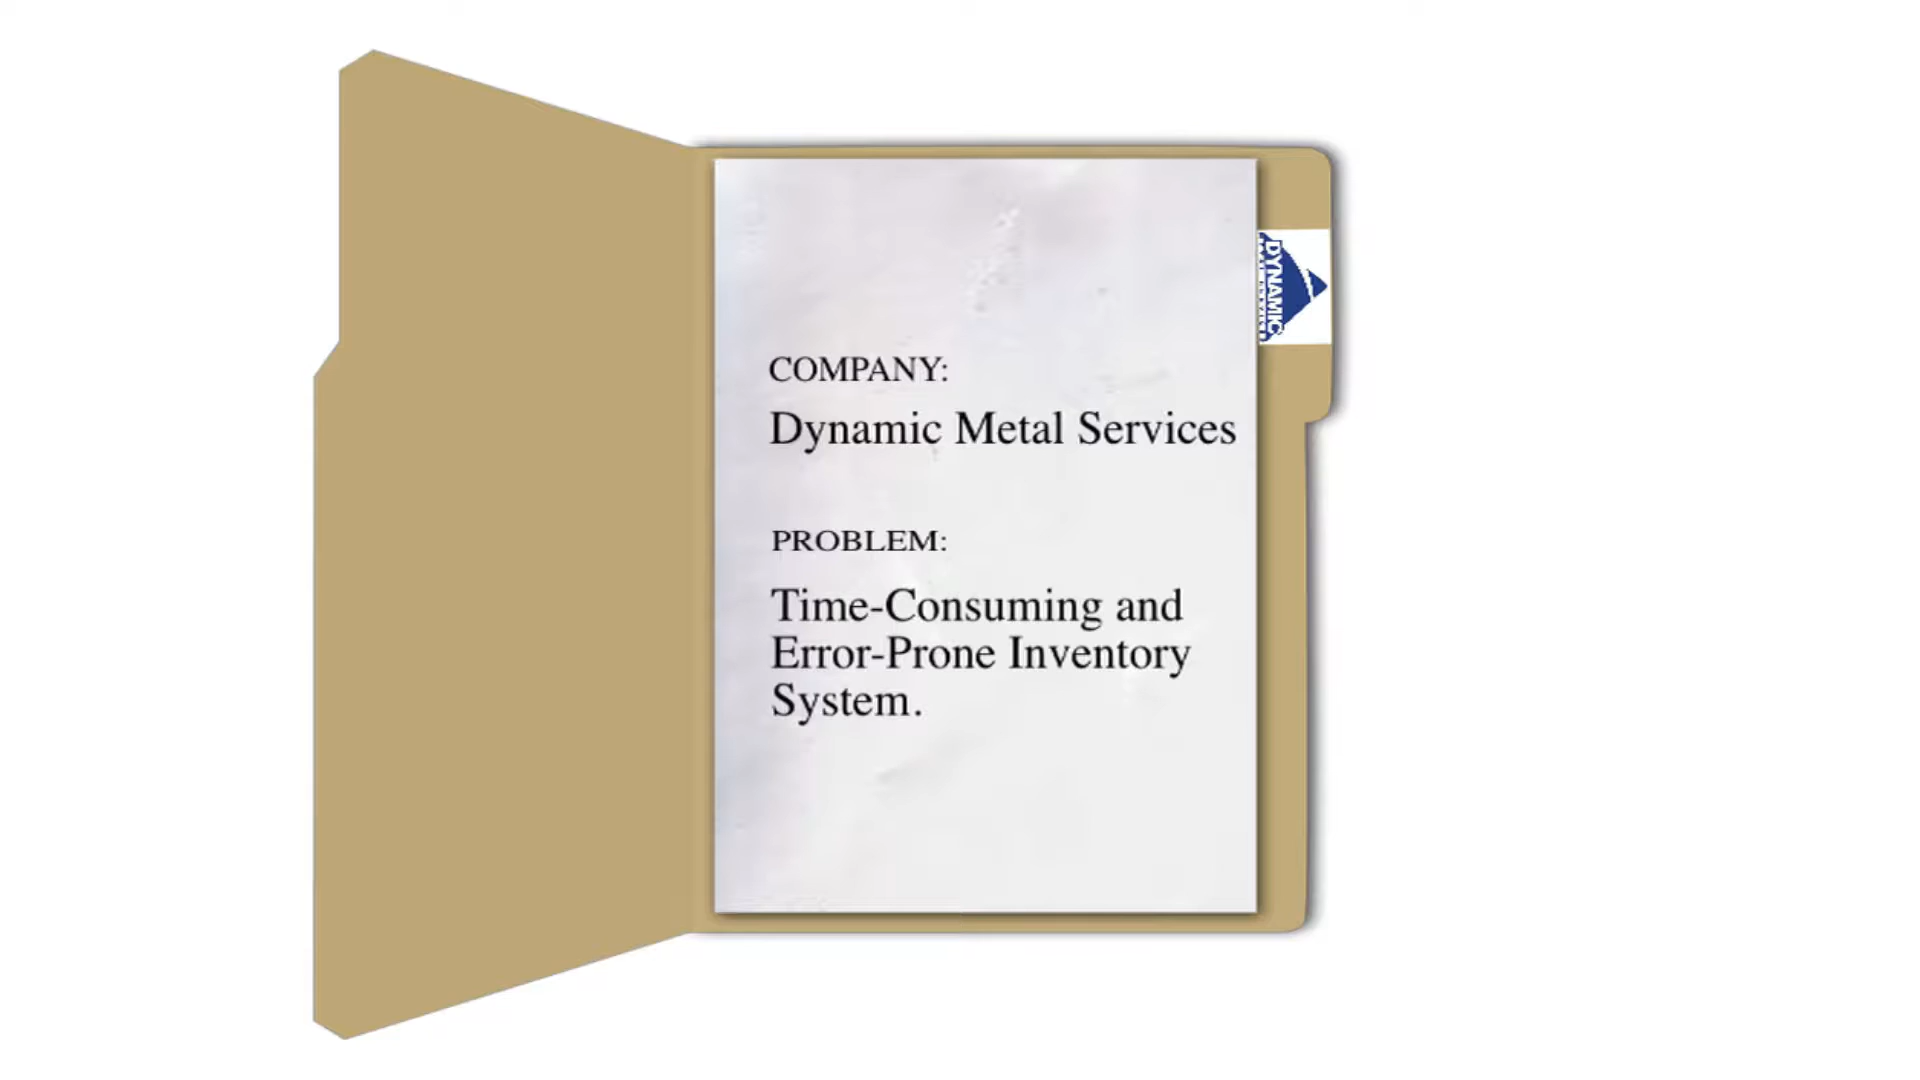 COMPANY:
Dynamic Metal Services
PROBLEM:
Time-Consuming and
Error-Prone Inventory
System.
DYNAMIC